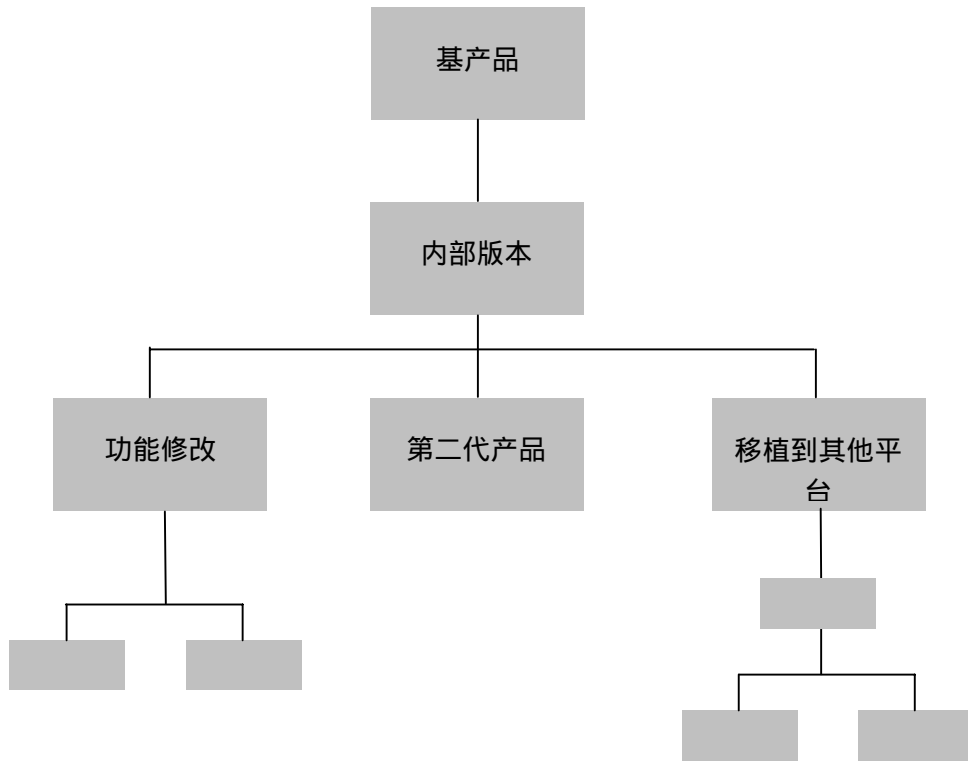 基产品
内部版本
功能修改
第二代产品
移植到其他平
台